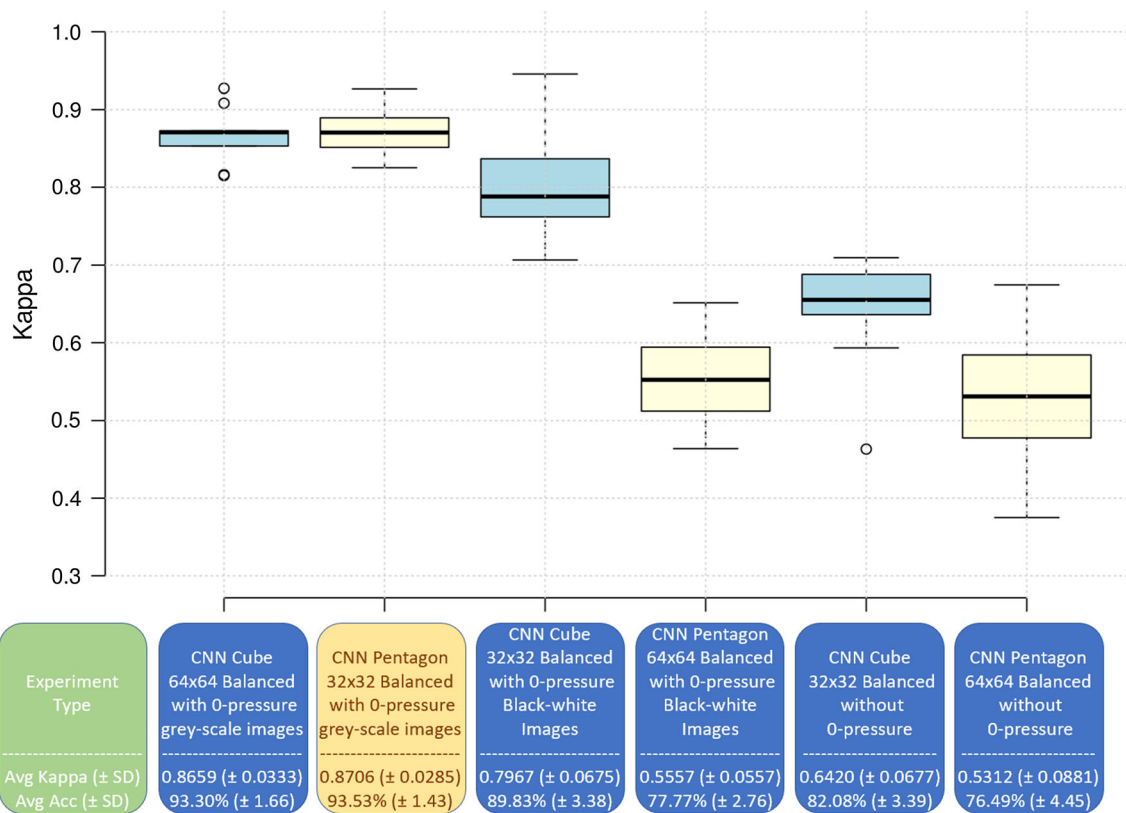 1.0
0.9
0.8
0.7
0.6
0.5
0.4
0.3
Kappa
Experiment
Type
Avg Kappa (± SD)
Avg Acc (± SD)
CNN Cube
64x64 Balanced
with 0-pressure
grey-scale images
0.8659 (± 0.0333)
93.30% (± 1.66)
CNN Pentagon
32x32 Balanced
with 0-pressure
grey-scale images
0.8706 (± 0.0285)
93.53% (± 1.43)
CNN Cube
32x32 Balanced
with 0-pressure
Black-white
Images
0.7967 (± 0.0675)
89.83% (± 3.38)
CNN Pentagon
64x64 Balanced
with 0-pressure
Black-white
Images
0.5557 (± 0.0557)
77.77% (± 2.76)
CNN Cube
32x32 Balanced
without
0-pressure
0.6420 (± 0.0677)
82.08% (± 3.39)
CNN Pentagon
64x64 Balanced
without
0-pressure
0.5312 (± 0.0881)
76.49% (± 4.45)